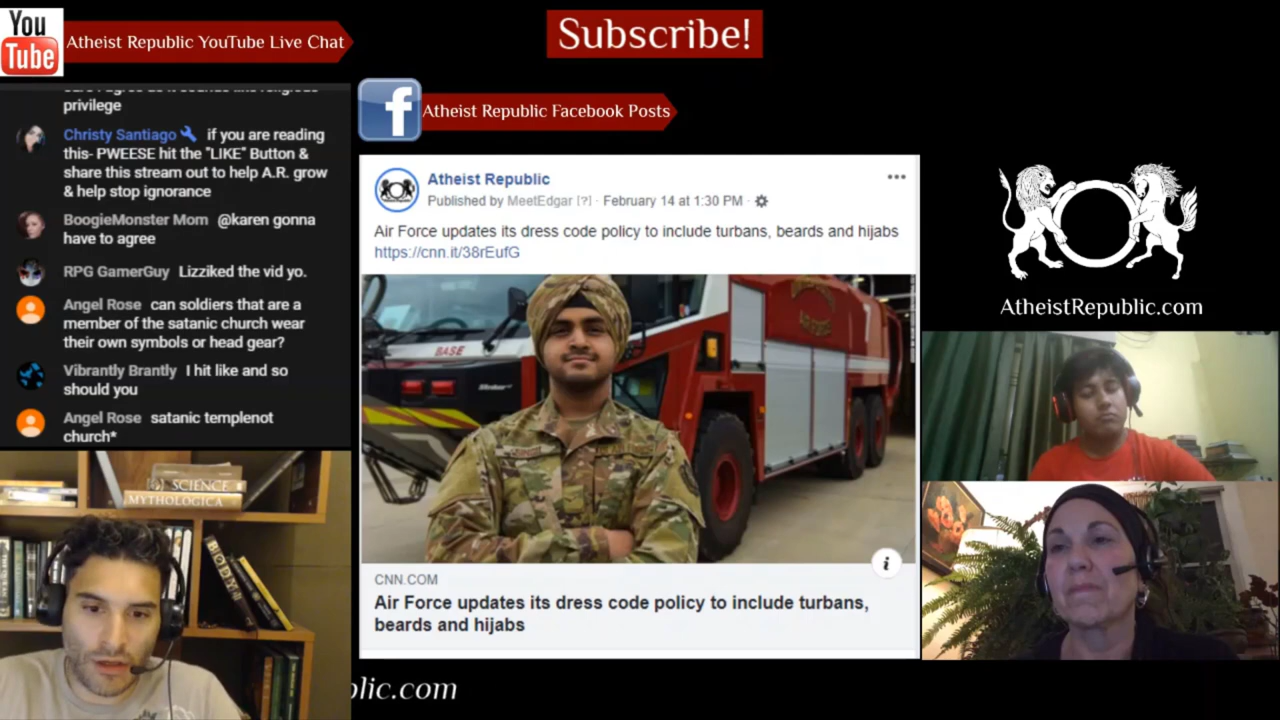 You
Tube
Atheist Republic YouTube Live Chat
Subscribe!
privilege
Christy Santiago if you are reading
this- PWEESE hit the "LIKE" Button &
share this stream out to help A.R. grow
& help stop ignorance
BoogieMonster Mom @karen gonna
have to agree
RPG GamerGuy Lizziked the vid yo.
Angel Rose can soldiers that are a
member of the satanic church wear
their own symbols or head gear?
Vibrantly Brantly I hit like and so
should you
Angel Rose satanic templenot
church*
f
Atheist Republic Facebook Posts
Atheist Republic
Published by MeetEdgar [?] · February 14 at 1:30 PM ·
Air Force updates its dress code policy to include turbans, beards and hijabs
https://cnn.it/38rEufG
BASE
AIR FORCE
CNN.COM
Air Force updates its dress code policy to include turbans,
beards and hijabs
AtheistRepublic.com
SCIENCE
MYTHOLOGICA
BODY
blic.com